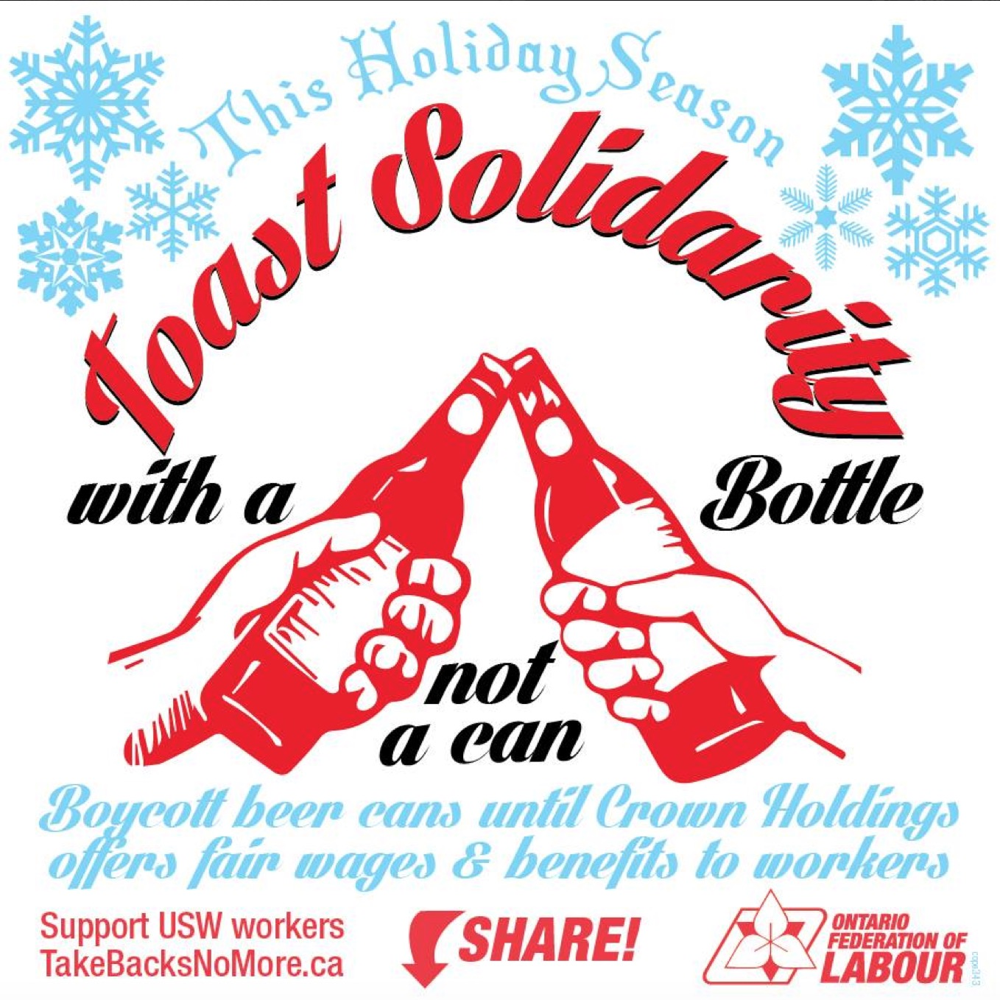 This Holiday Season
Toast Solidarity
with a
Bottle
not
a can
Boycott beer cans until Crown Holdings
offers fair wages & benefits to workers
Support USW workers
TakeBacksNoMore.ca
SHARE!
ONTARIO
FEDERATION OF
LABOUR
cope343